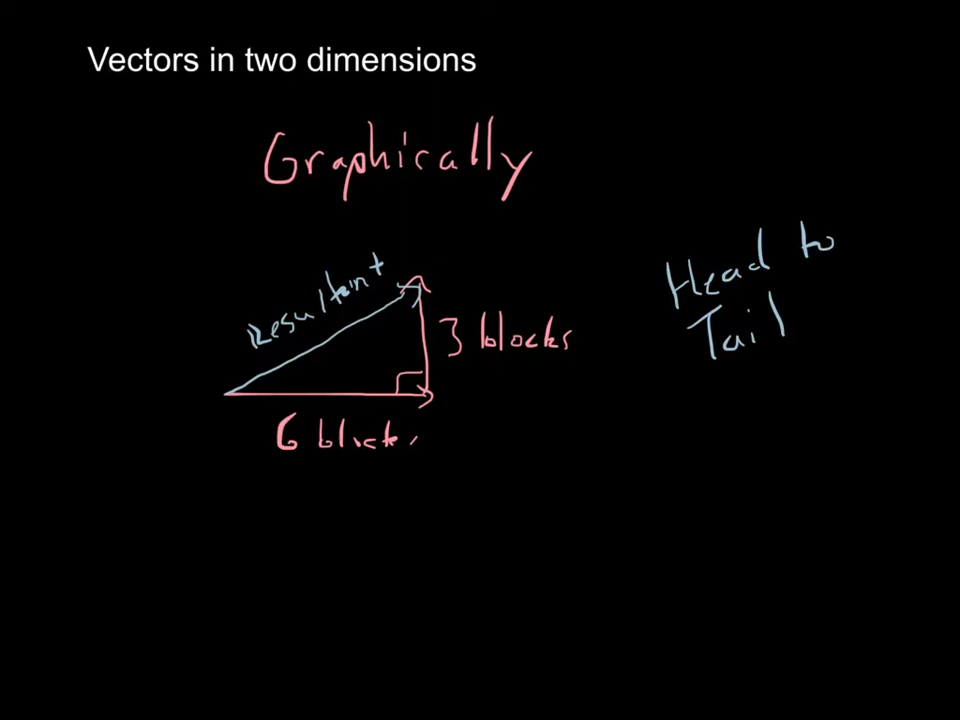 Vectors in two dimensions
Graphically
Resultant
Head to
Tail
3 blocks
6 blocks